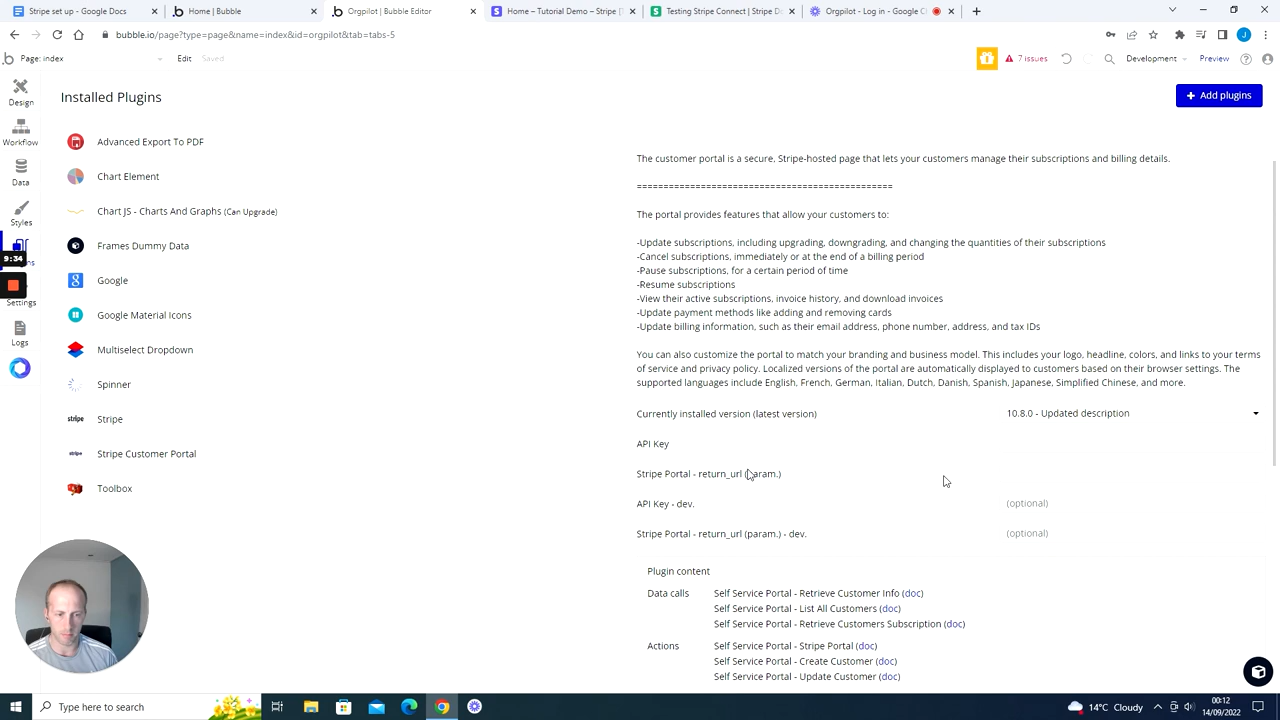 Stripe set up - Google Docs
Home | Bubble
Orgpilot | Bubble Editor
Home – Tutorial Demo – Stripe [T
Testing Stripe Connect | Stripe D
Orgpilot - Log in - Google C
bubble.io/page?type=page&name=index&id=orgpilot&tab=tabs-5
J
Page: index
Edit
Saved
7 issues
Development
Preview
Design
Workflow
Data
Styles
9:34
Settings
Logs
Installed Plugins
Add plugins
Advanced Export To PDF
Chart Element
Chart JS - Charts And Graphs (Can Upgrade)
Frames Dummy Data
Google
Google Material Icons
Multiselect Dropdown
Spinner
stripe Stripe
Stripe Customer Portal
Toolbox
The customer portal is a secure, Stripe-hosted page that lets your customers manage their subscriptions and billing details.
================================================
The portal provides features that allow your customers to:
-Update subscriptions, including upgrading, downgrading, and changing the quantities of their subscriptions
-Cancel subscriptions, immediately or at the end of a billing period
-Pause subscriptions, for a certain period of time
-Resume subscriptions
-View their active subscriptions, invoice history, and download invoices
-Update payment methods like adding and removing cards
-Update billing information, such as their email address, phone number, address, and tax IDs
You can also customize the portal to match your branding and business model. This includes your logo, headline, colors, and links to your terms
of service and privacy policy. Localized versions of the portal are automatically displayed to customers based on their browser settings. The
supported languages include English, French, German, Italian, Dutch, Danish, Spanish, Japanese, Simplified Chinese, and more.
Currently installed version (latest version)
10.8.0 - Updated description
API Key
Stripe Portal - return_url (param.)
API Key - dev.
(optional)
Stripe Portal - return_url (param.) - dev.
(optional)
Plugin content
Data calls
Self Service Portal - Retrieve Customer Info (doc)
Self Service Portal - List All Customers (doc)
Self Service Portal - Retrieve Customers Subscription (doc)
Actions
Self Service Portal - Stripe Portal (doc)
Self Service Portal - Create Customer (doc)
Self Service Portal - Update Customer (doc)
Type here to search
14°C Cloudy
00:12
14/09/2022